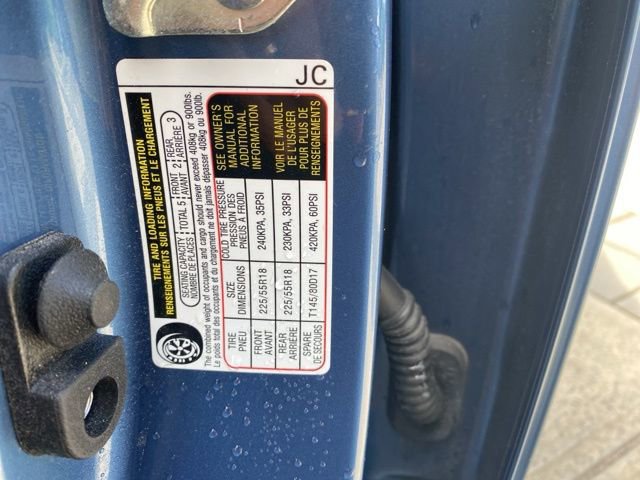 JC
TIRE AND LOADING INFORMATION
RENSEIGNEMENTS SUR LES PNEUS ET LE CHARGEMENT
SEATING CAPACITY TOTAL 5 FRONT 2 REAR 3
NOMBRE DE PLACES AVANT ARRIÈRE
The combined weight of occupants and cargo should never exceed 408kg or 900lbs.
Le poids total des occupants et du chargement ne doit jamais dépasser 408kg ou 900lb.
TIRE SIZE COLD TIRE PRESSURE
PNEU DIMENSIONS PRESSION DES PNEUS À FROID
FRONT 225/55R18 240KPA, 35PSI
AVANT
REAR 225/55R18 230KPA, 33PSI
ARRIÈRE
SPARE T145/80D17 420KPA, 60PSI
DE SECOURS
SEE OWNER'S
MANUAL FOR
ADDITIONAL
INFORMATION
VOIR LE MANUEL
DE L'USAGER
POUR PLUS DE
RENSEIGNEMENTS